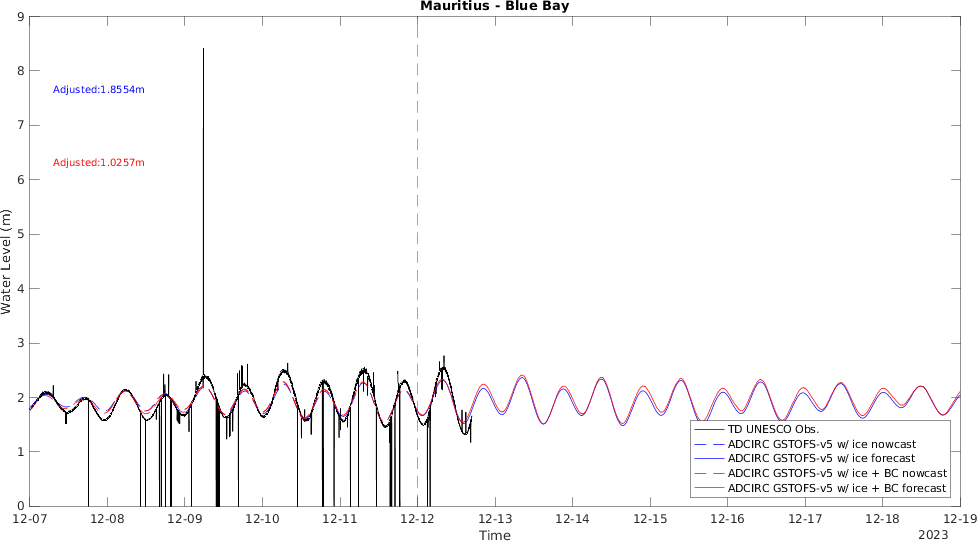 Mauritius - Blue Bay
9
8
7
6
5
4
3
2
1
0
Water Level (m)
Adjusted:1.8554m
Adjusted:1.0257m
TD UNESCO Obs.
ADCIRC GSTOFS-v5 w/ ice nowcast
ADCIRC GSTOFS-v5 w/ ice forecast
ADCIRC GSTOFS-v5 w/ ice + BC nowcast
ADCIRC GSTOFS-v5 w/ ice + BC forecast
12-07 12-08 12-09 12-10 12-11 12-12 12-13 12-14 12-15 12-16 12-17 12-18 12-19
Time
2023